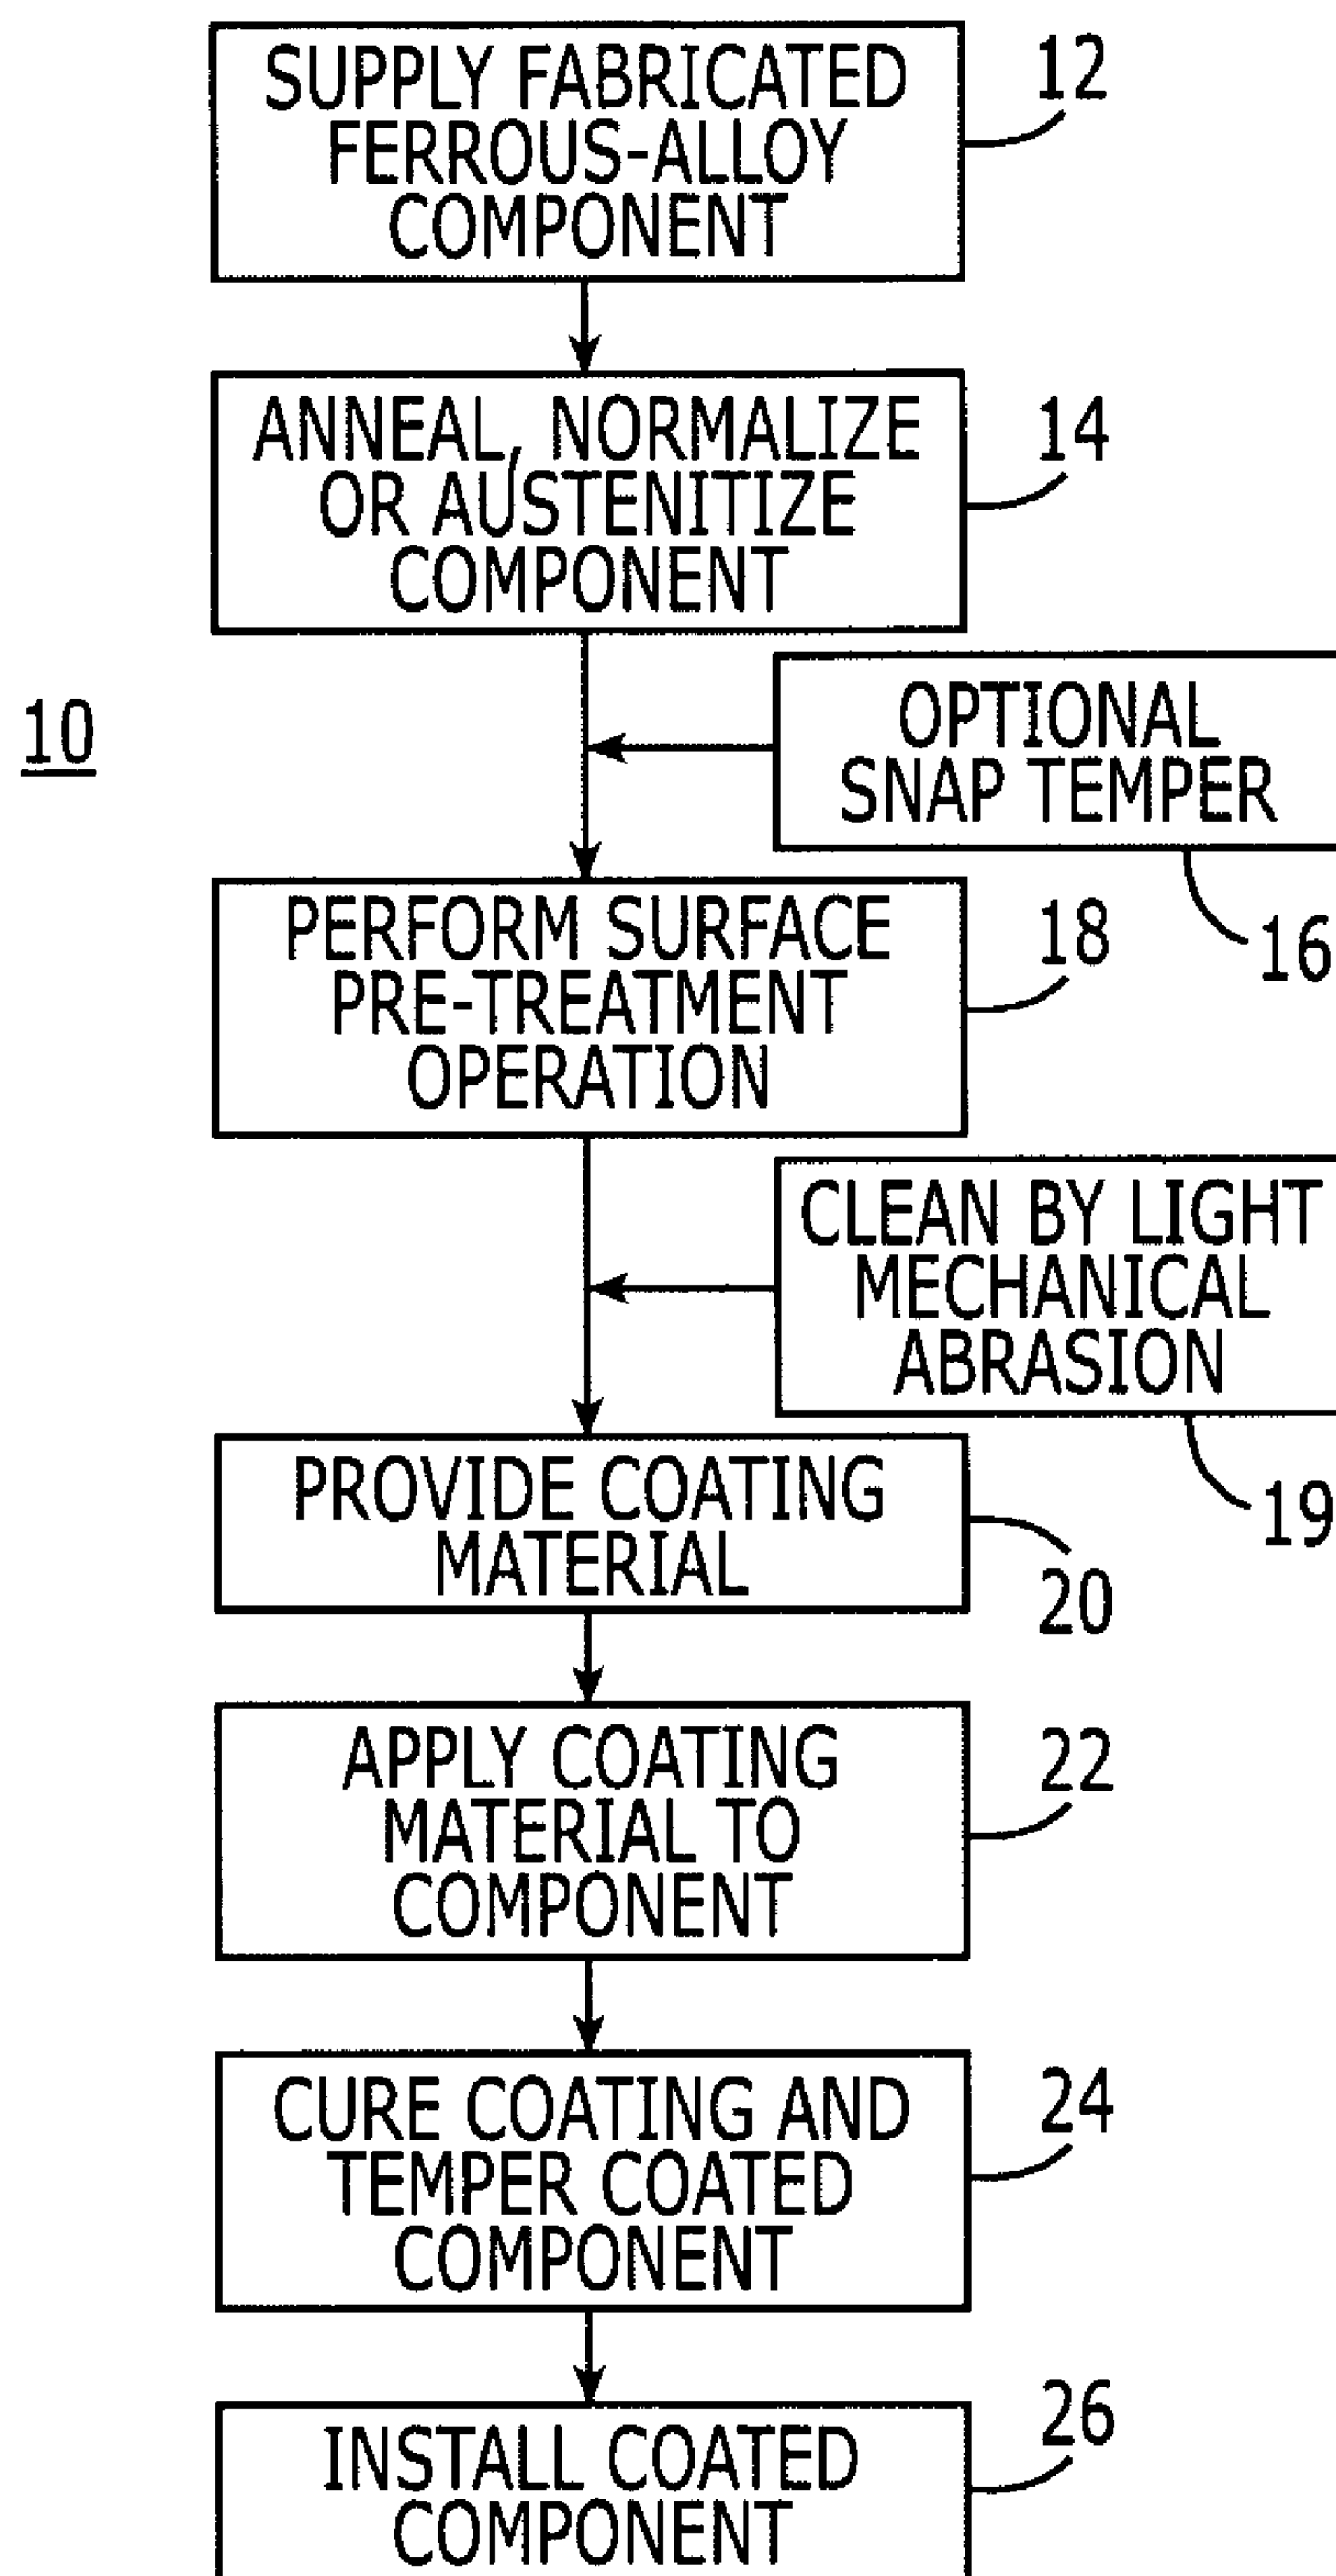 SUPPLY FABRICATED
FERROUS-ALLOY
COMPONENT
12
ANNEAL, NORMALIZE
OR AUSTENITIZE
COMPONENT
14
10
OPTIONAL
SNAP TEMPER
16
PERFORM SURFACE
PRE-TREATMENT
OPERATION
18
CLEAN BY LIGHT
MECHANICAL
ABRASION
19
PROVIDE COATING
MATERIAL
20
APPLY COATING
MATERIAL TO
COMPONENT
22
CURE COATING AND
TEMPER COATED
COMPONENT
24
INSTALL COATED
COMPONENT
26